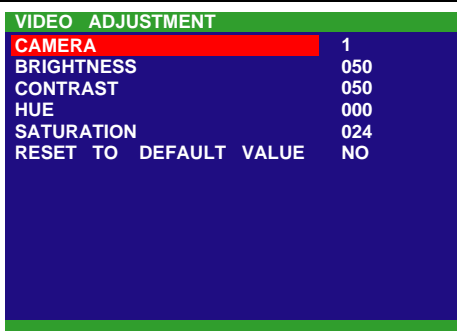 VIDEO ADJUSTMENT
CAMERA 1
BRIGHTNESS 050
CONTRAST 050
HUE 000
SATURATION 024
RESET TO DEFAULT VALUE NO